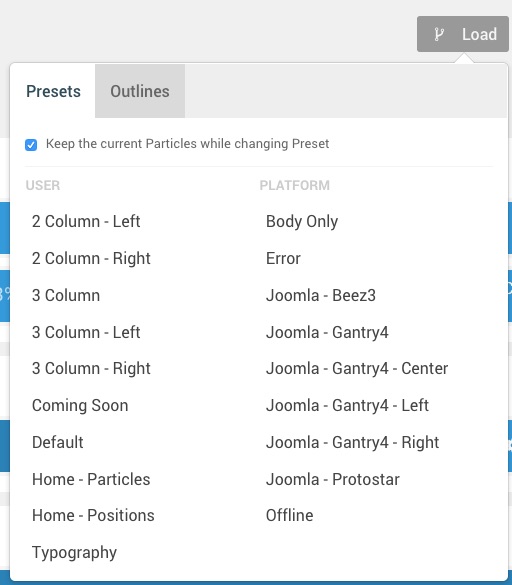 Load
Presets Outlines
Keep the current Particles while changing Preset
USER
2 Column - Left
2 Column - Right
3 Column
3 Column - Left
3 Column - Right
Coming Soon
Default
Home - Particles
Home - Positions
Typography
PLATFORM
Body Only
Error
Joomla - Beez3
Joomla - Gantry4
Joomla - Gantry4 - Center
Joomla - Gantry4 - Left
Joomla - Gantry4 - Right
Joomla - Protostar
Offline